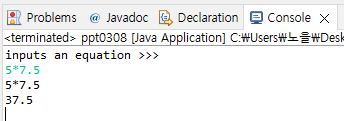 Problems @ Javadoc Declaration Console
<terminated> ppt0308 [Java Application] C:₩Users₩노을₩Desk
inputs an equation >>>
5*7.5
5*7.5
37.5